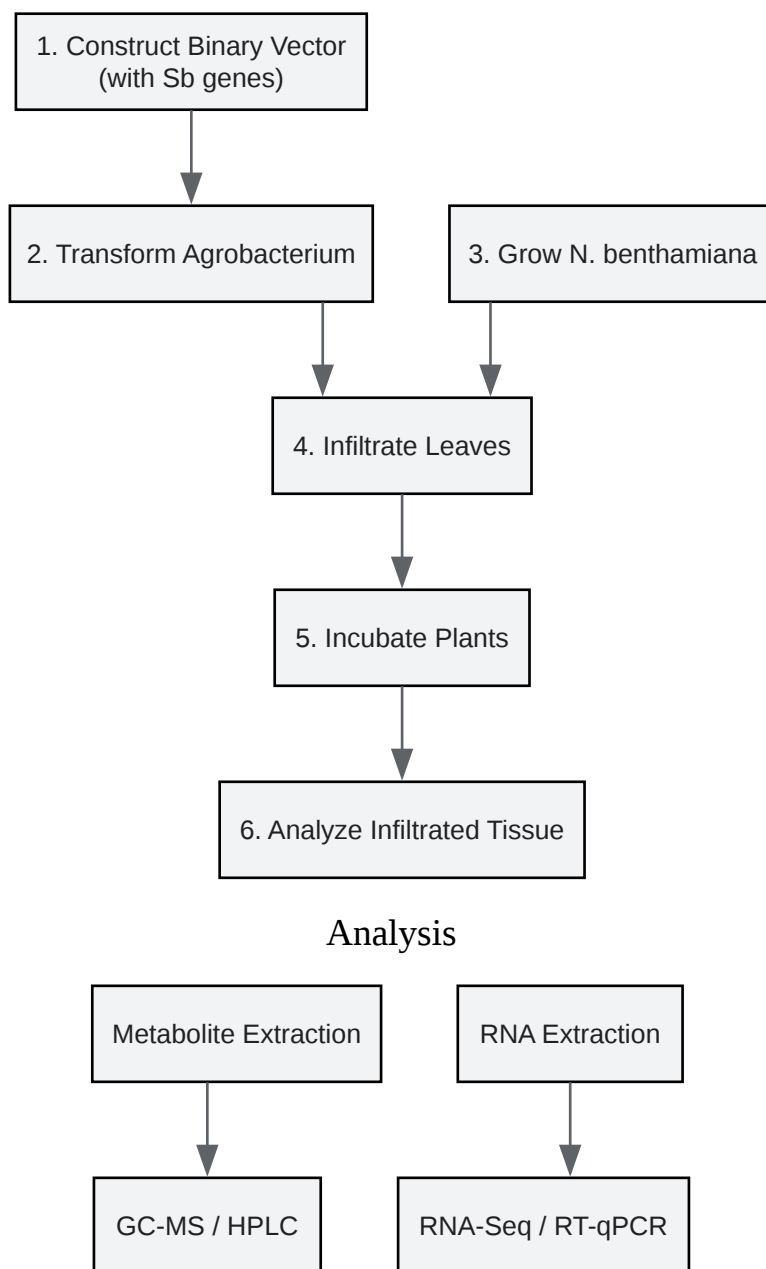 1. Construct Binary Vector
(with Sb genes)
2. Transform Agrobacterium
3. Grow N. benthamiana
4. Infiltrate Leaves
5. Incubate Plants
6. Analyze Infiltrated Tissue
Analysis
Metabolite Extraction
RNA Extraction
GC-MS / HPLC
RNA-Seq / RT-qPCR